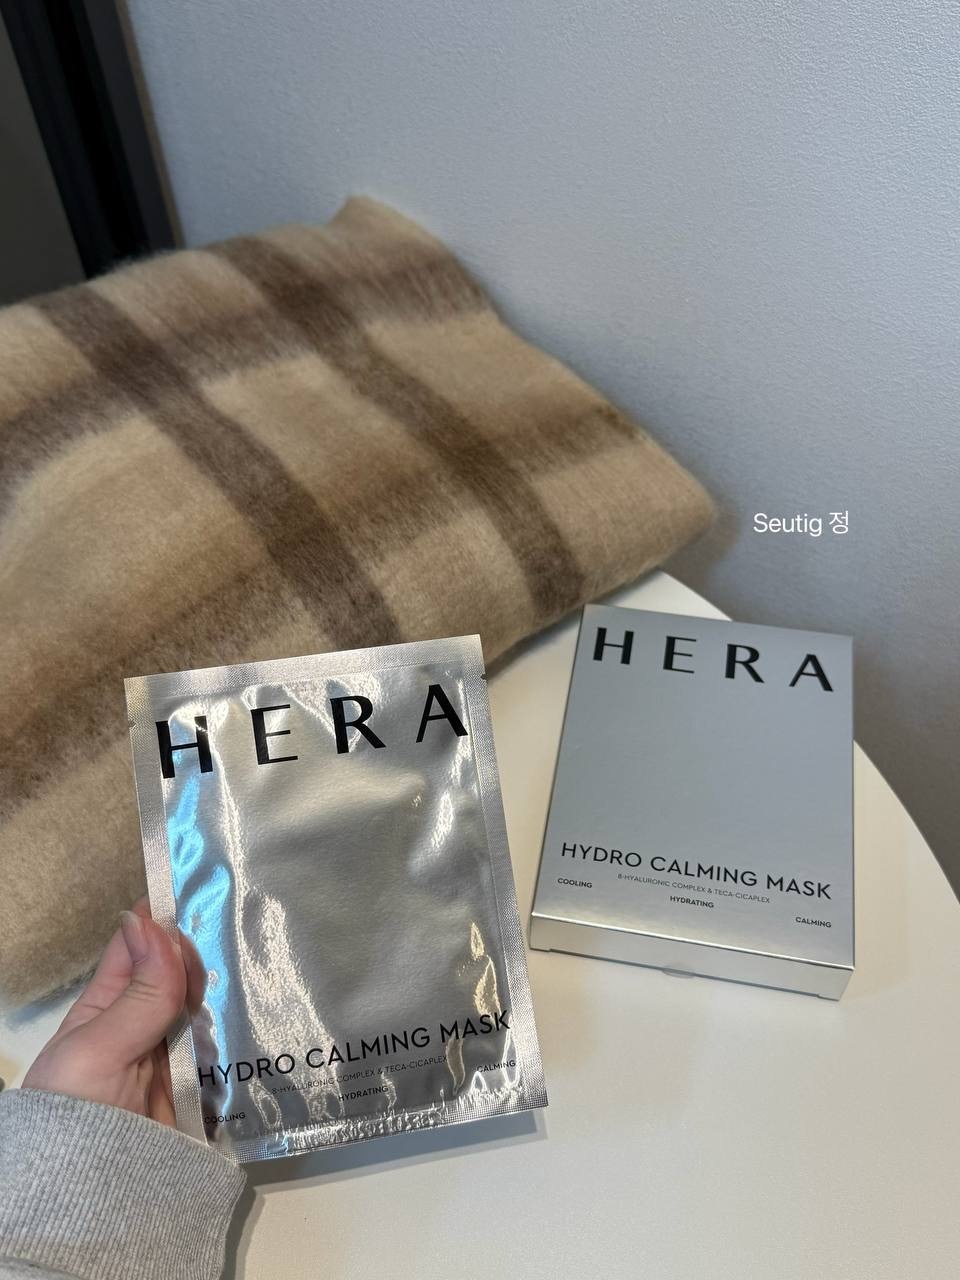 Seutig 정
HERA
HYDRO CALMING MASK
8-HYALURONIC COMPLEX & TECA-CICAPLEX
COOLING
HYDRATING
CALMING
HERA
HYDRO CALMING MASK
8-HYALURONIC COMPLEX & TECA-CICAPLEX
COOLING
HYDRATING
CALMING